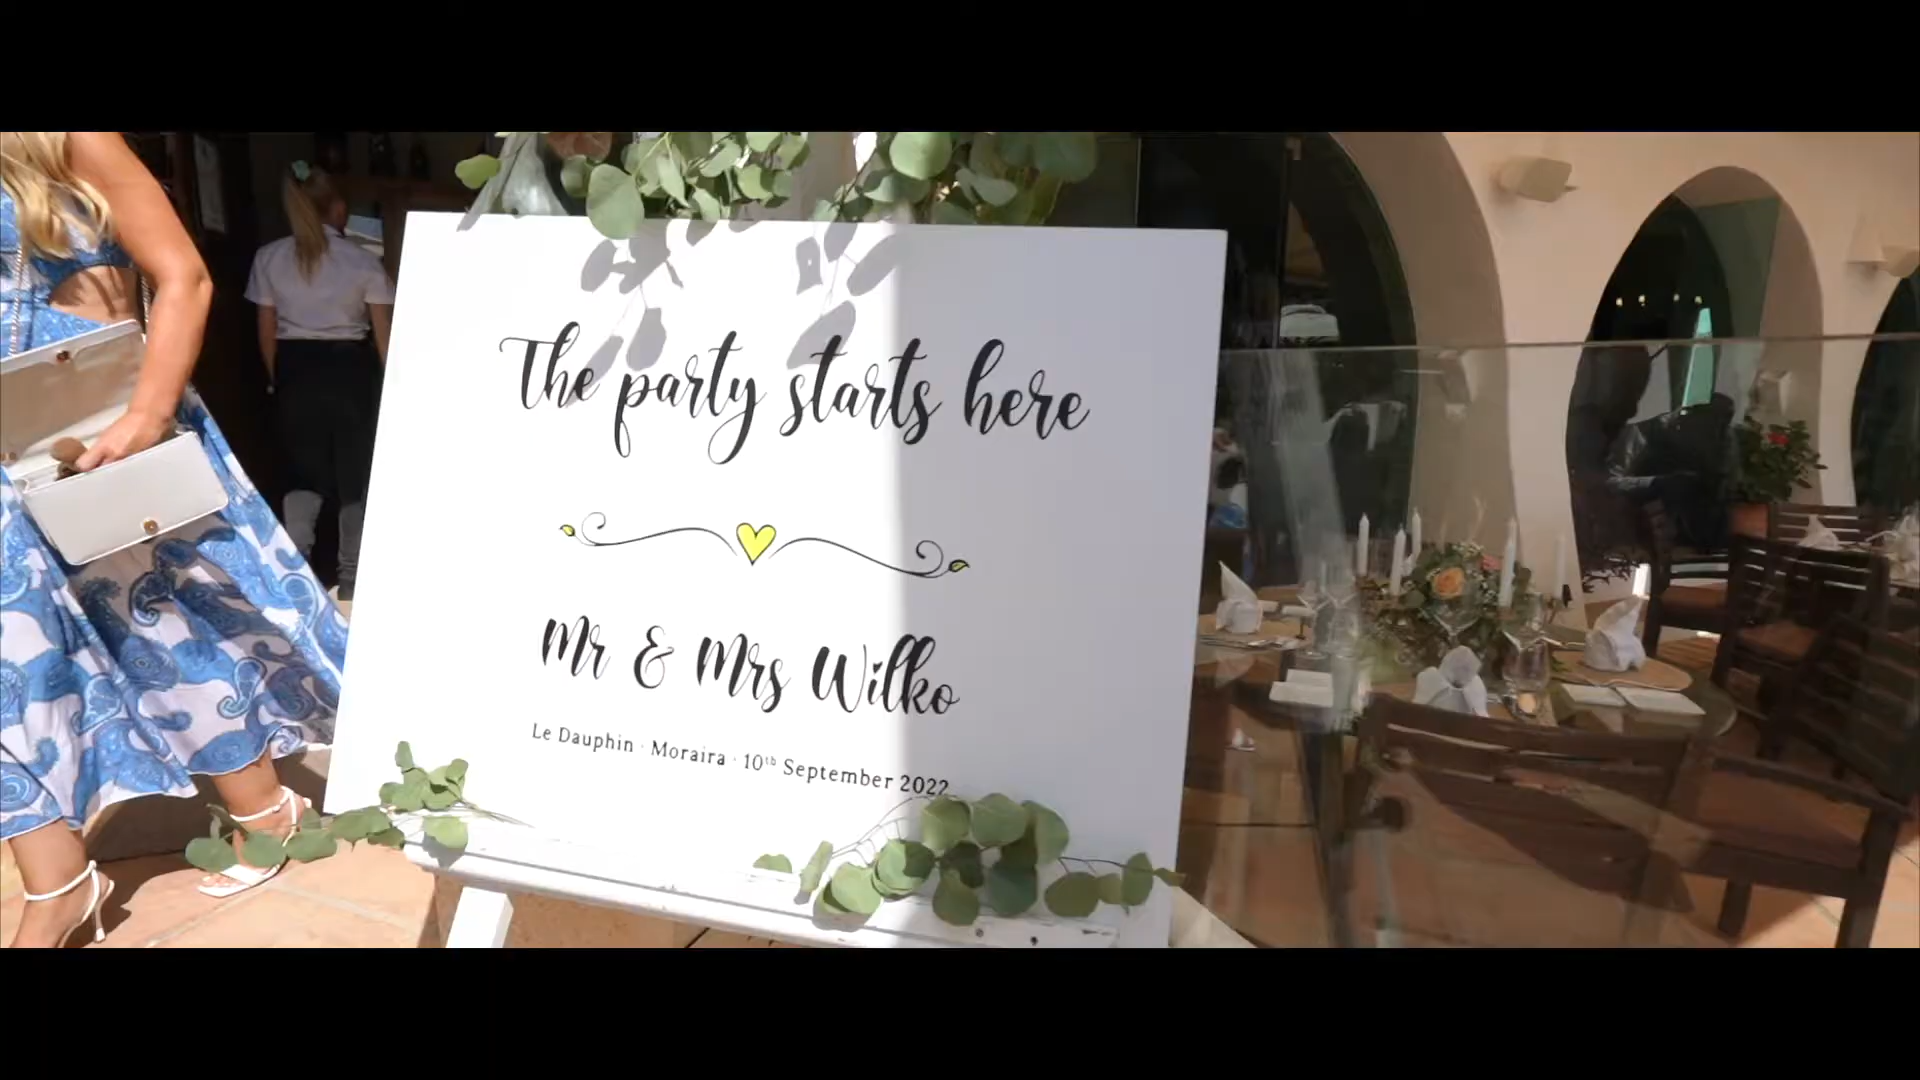 The party starts here
Mr & Mrs Wilko
Le Dauphin · Moraira · 10th September 2022